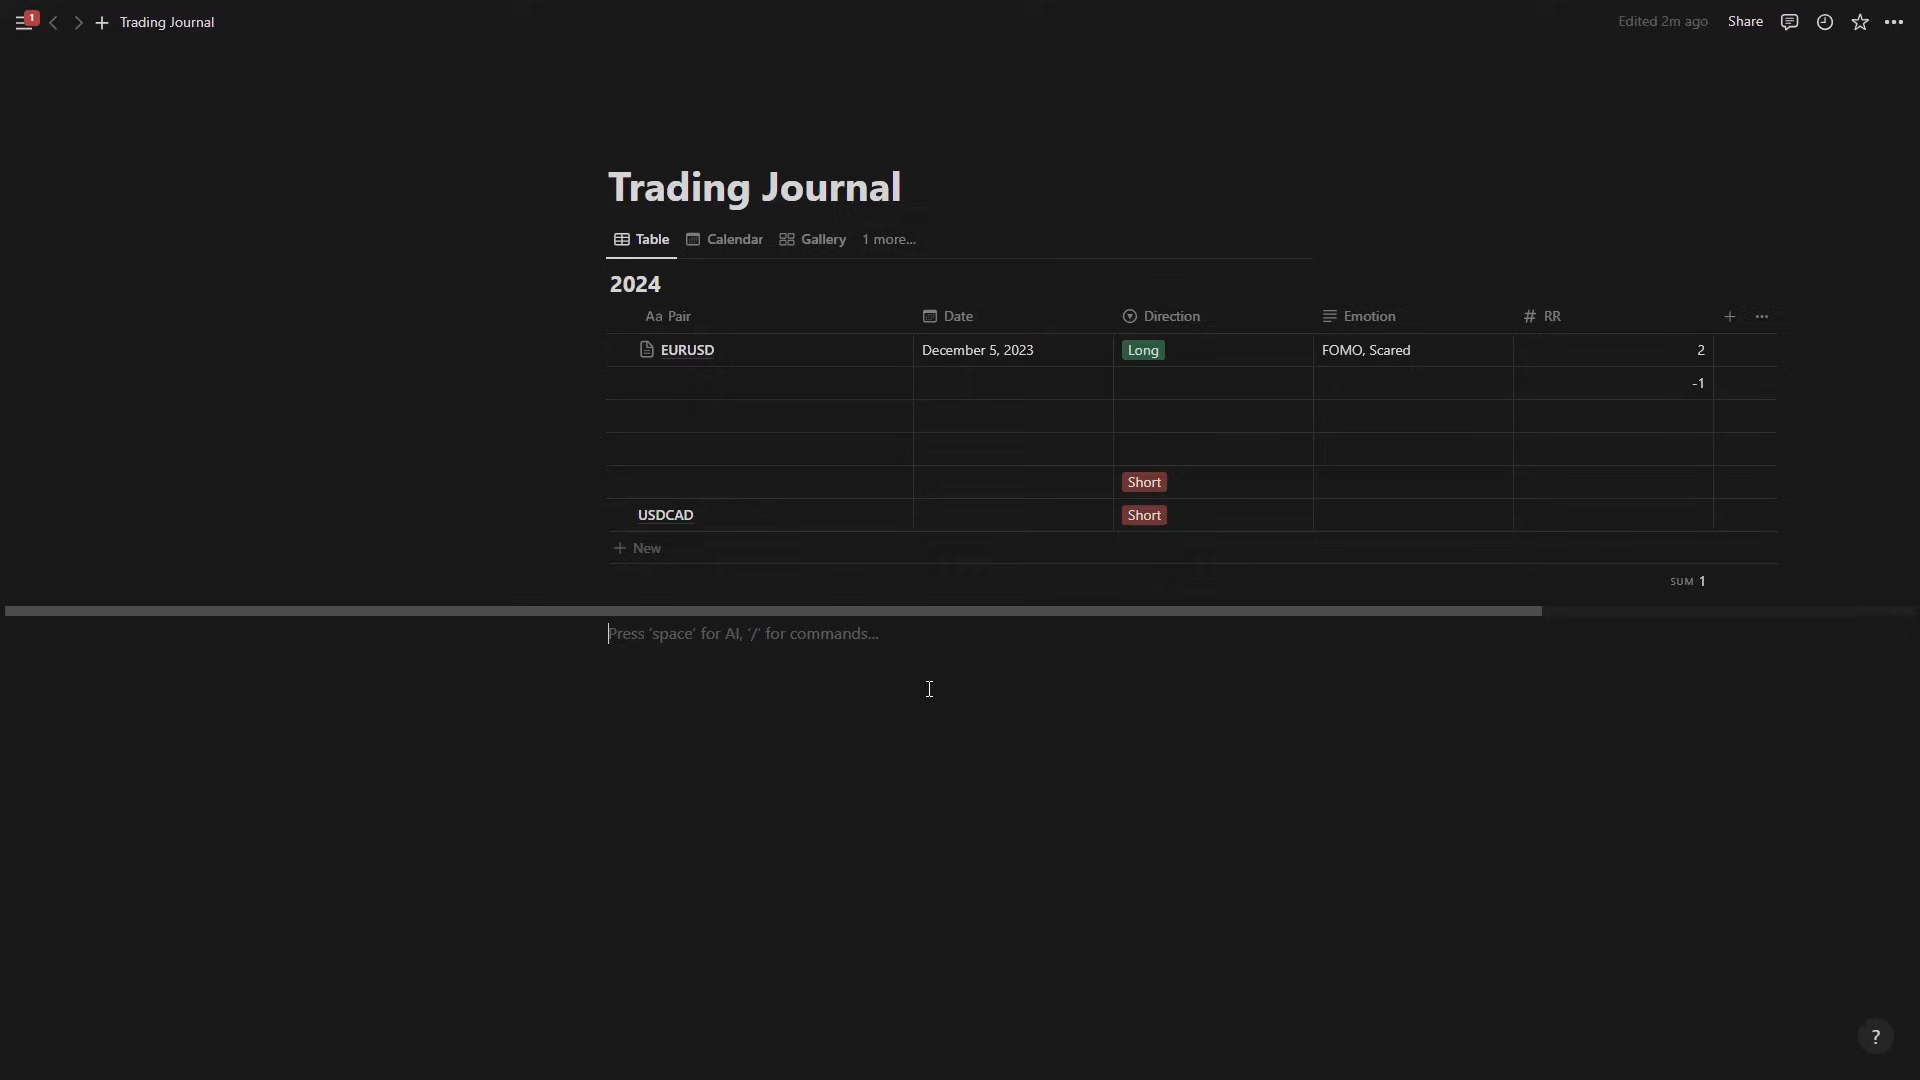 1
Trading Journal
Edited 2m ago Share
Trading Journal
Table Calendar Gallery 1 more...
2024
Aa Pair Date Direction Emotion # RR
EURUSD December 5, 2023 Long FOMO, Scared 2
-1
Short
USDCAD Short
+ New
SUM 1
Press 'space' for AI, '/' for commands...
?